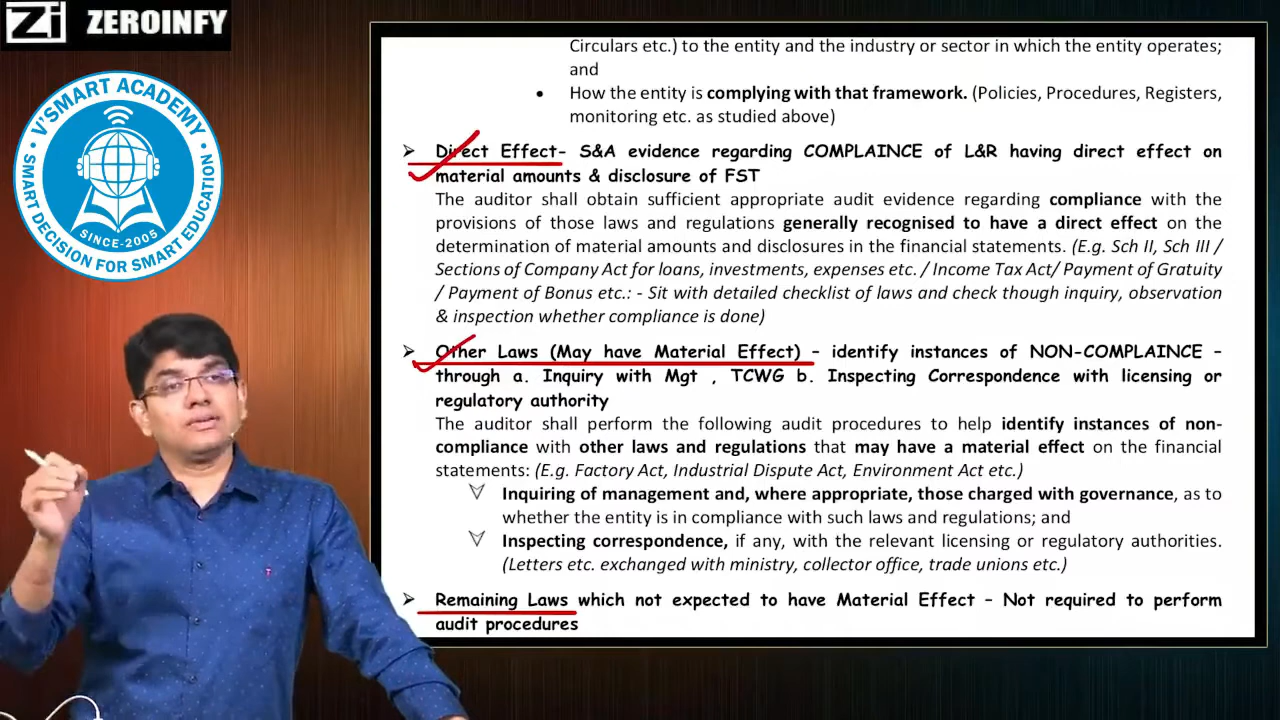 Zi ZEROINFY
V'SMART ACADEMY
SMART DECISION FOR SMART EDUCATION
SINCE-2005
Circulars etc.) to the entity and the industry or sector in which the entity operates;
and
• How the entity is complying with that framework. (Policies, Procedures, Registers,
monitoring etc. as studied above)
➢ Direct Effect- S&A evidence regarding COMPLAINCE of L&R having direct effect on
material amounts & disclosure of FST
The auditor shall obtain sufficient appropriate audit evidence regarding compliance with the
provisions of those laws and regulations generally recognised to have a direct effect on the
determination of material amounts and disclosures in the financial statements. (E.g. Sch II, Sch III /
Sections of Company Act for loans, investments, expenses etc. / Income Tax Act/ Payment of Gratuity
/ Payment of Bonus etc.: - Sit with detailed checklist of laws and check though inquiry, observation
& inspection whether compliance is done)
➢ Other Laws (May have Material Effect) – identify instances of NON-COMPLAINCE –
through a. Inquiry with Mgt , TCWG b. Inspecting Correspondence with licensing or
regulatory authority
The auditor shall perform the following audit procedures to help identify instances of non-
compliance with other laws and regulations that may have a material effect on the financial
statements: (E.g. Factory Act, Industrial Dispute Act, Environment Act etc.)
Inquiring of management and, where appropriate, those charged with governance, as to
whether the entity is in compliance with such laws and regulations; and
Inspecting correspondence, if any, with the relevant licensing or regulatory authorities.
(Letters etc. exchanged with ministry, collector office, trade unions etc.)
➢ Remaining Laws which not expected to have Material Effect – Not required to perform
audit procedures